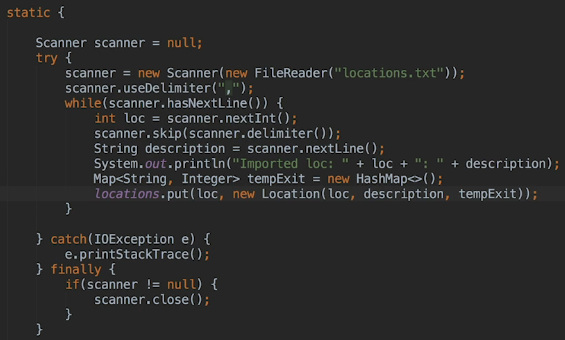 static {
Scanner scanner = null;
try {
scanner = new Scanner(new FileReader("locations.txt"));
scanner.useDelimiter(",");
while(scanner.hasNextLine()) {
int loc = scanner.nextInt();
scanner.skip(scanner.delimiter());
String description = scanner.nextLine();
System.out.println("Imported loc: " + loc + ": " + description);
Map<String, Integer> tempExit = new HashMap<>();
locations.put(loc, new Location(loc, description, tempExit));
}
} catch(IOException e) {
e.printStackTrace();
} finally {
if(scanner != null) {
scanner.close();
}
}